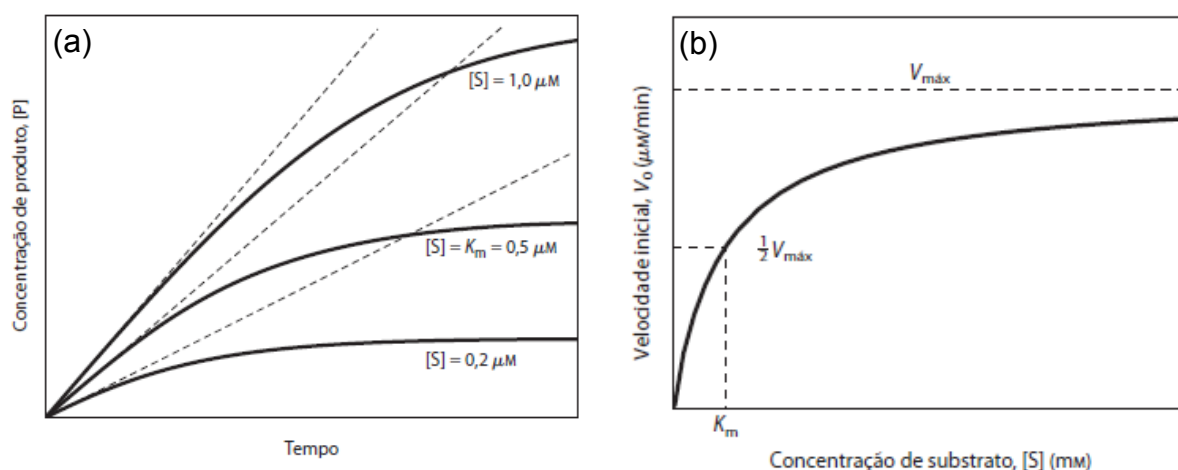 (a)
Concentração de produto, [P]
[S] = 1,0 μM
[S] = Km = 0,5 μM
[S] = 0,2 μM
Tempo
(b)
Velocidade inicial, V0 (μM/min)
Vmáx
½ Vmáx
Km
Concentração de substrato, [S] (mM)